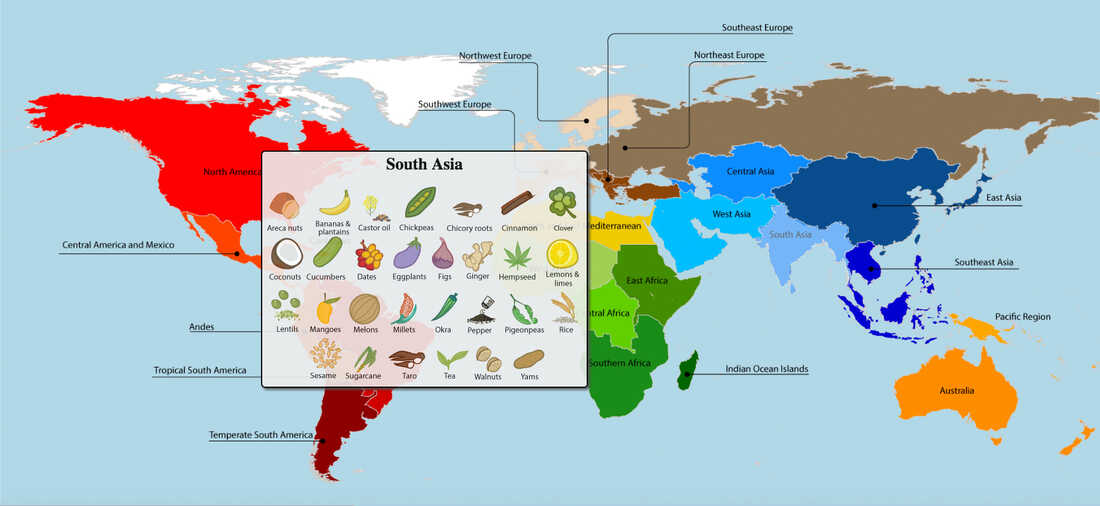 Southeast Europe
Northwest Europe
Northeast Europe
Southwest Europe
North America
South Asia
Areca nuts
Bananas &
plantains
Castor oil
Chickpeas
Chicory roots
Cinnamon
Clover
Coconuts
Cucumbers
Dates
Eggplants
Figs
Ginger
Hempseed
Lemons &
limes
Lentils
Mangoes
Melons
Millets
Okra
Pepper
Pigeonpeas
Rice
Sesame
Sugarcane
Taro
Tea
Walnuts
Yams
Central Asia
East Asia
West Asia
South Asia
editerranean
Central America and Mexico
Southeast Asia
East Africa
tral Africa
Pacific Region
Andes
Southern Africa
Tropical South America
Indian Ocean Islands
Australia
Temperate South America